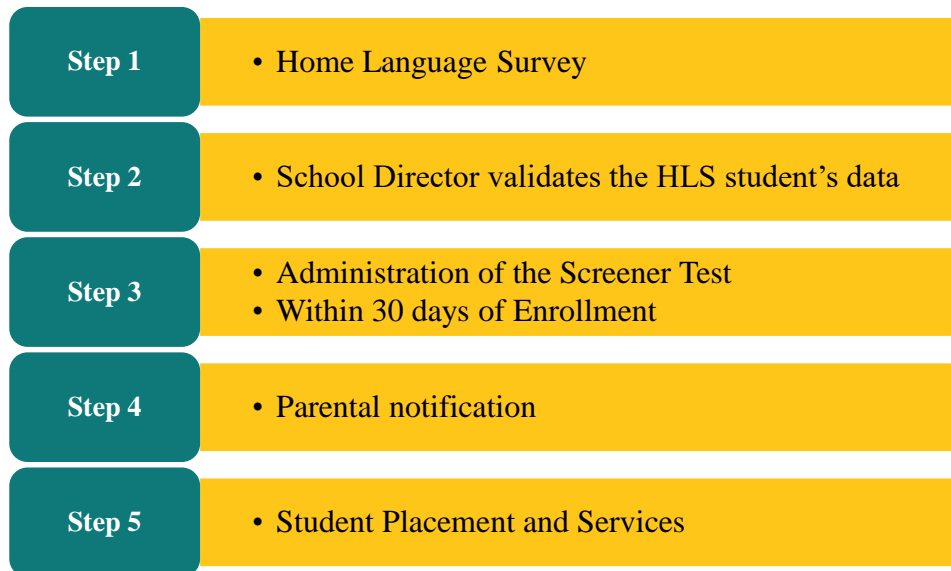 Step 1
• Home Language Survey
Step 2
• School Director validates the HLS student’s data
Step 3
• Administration of the Screener Test
• Within 30 days of Enrollment
Step 4
• Parental notification
Step 5
• Student Placement and Services